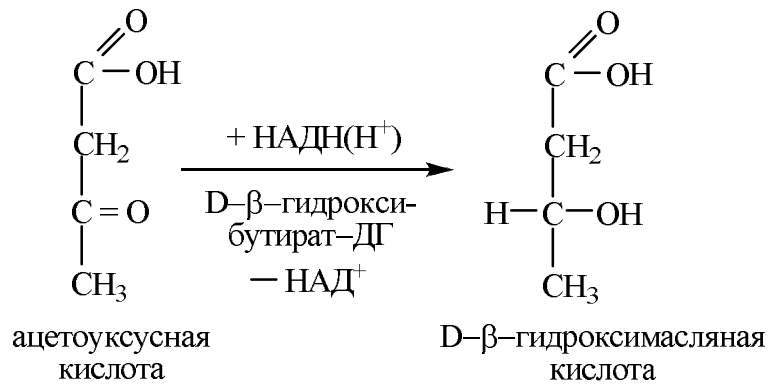 O
C – OH
CH2
C = O
CH3
ацетоуксусная
кислота
+ НАДН(Н+)
D–β–гидрокси-
бутират–ДГ
– НАД+
O
C – OH
CH2
H–C–OH
CH3
D–β–гидроксимасляная
кислота